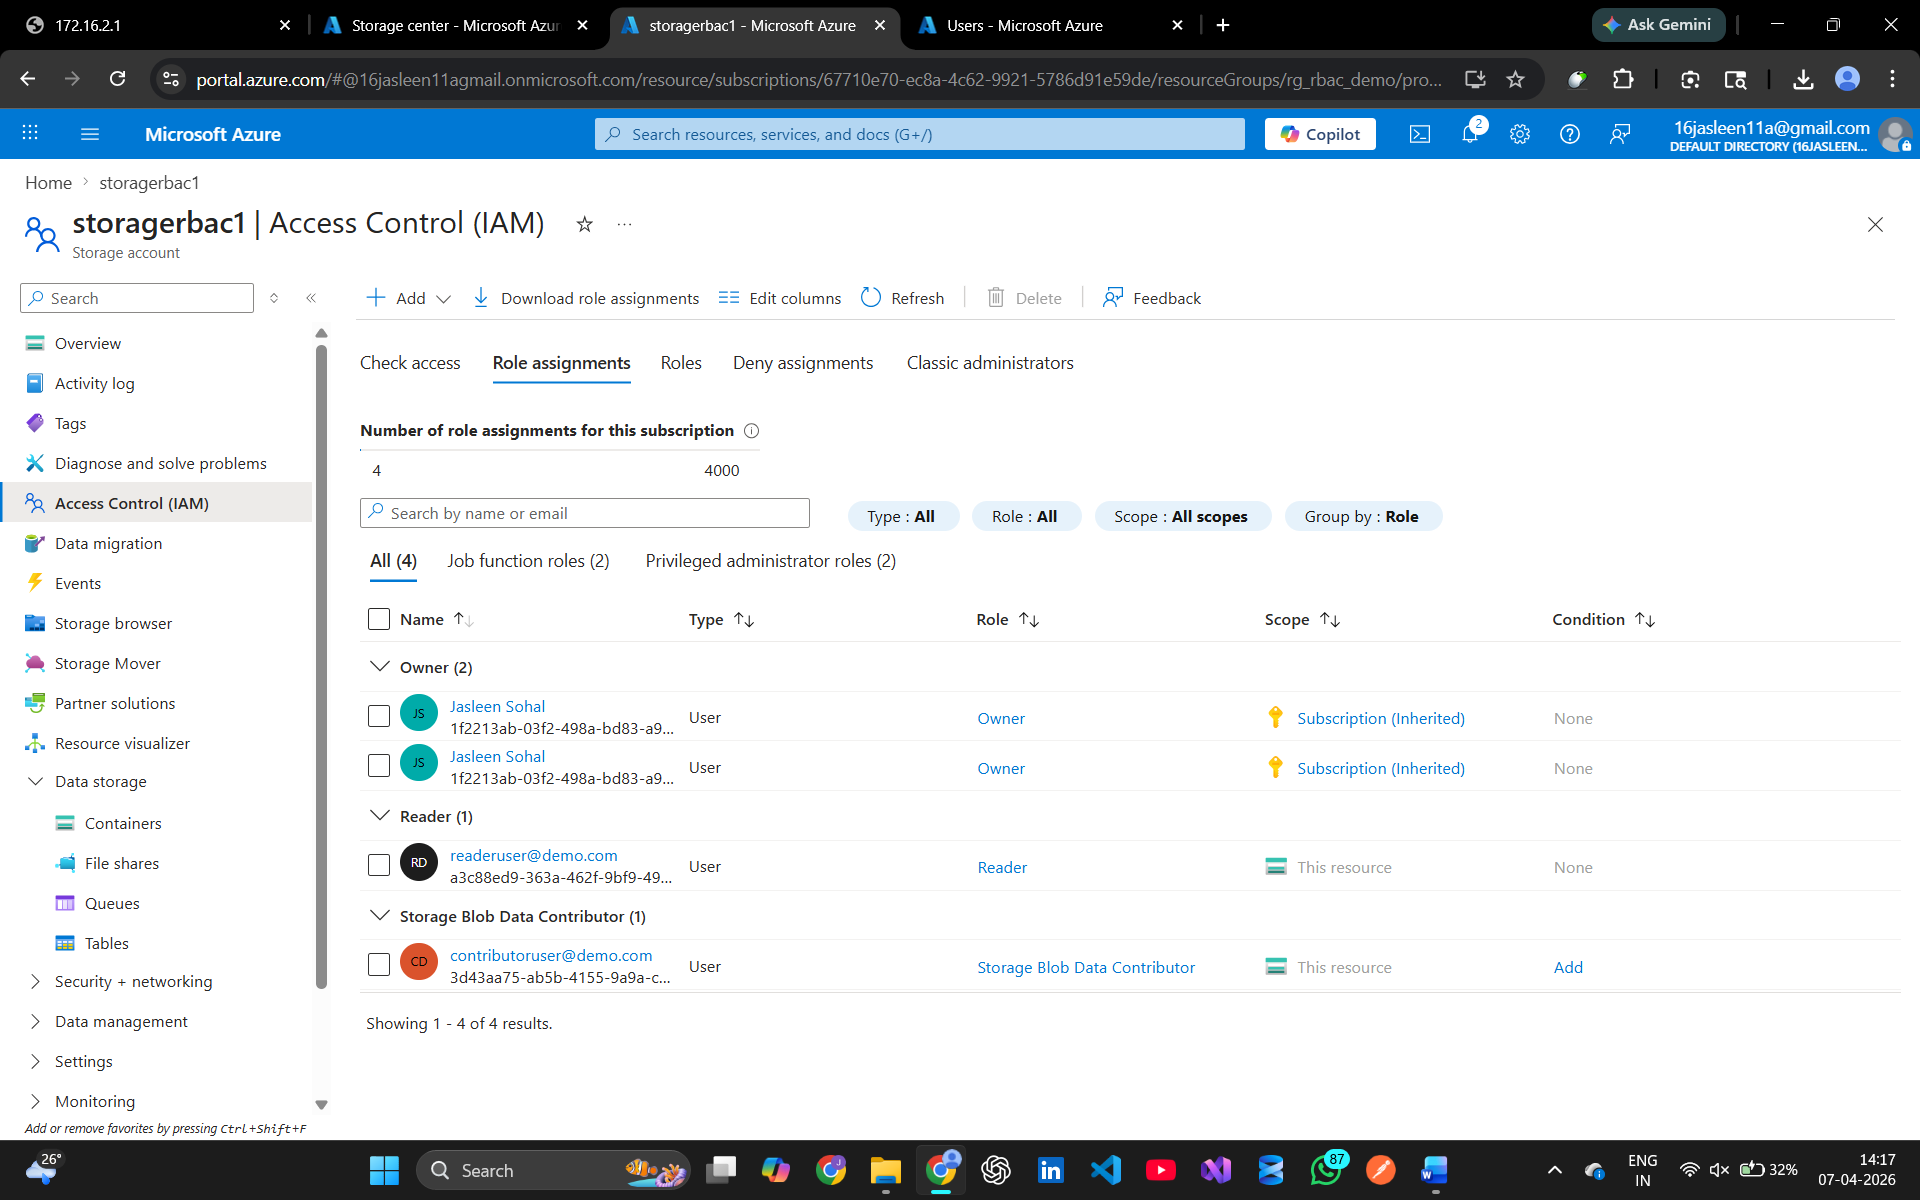 172.16.2.1
Storage center - Microsoft Azur
storagerbac1 - Microsoft Azure
Users - Microsoft Azure
Ask Gemini
portal.azure.com/#@16jasleen11agmail.onmicrosoft.com/resource/subscriptions/67710e70-ec8a-4c62-9921-5786d91e59de/resourceGroups/rg_rbac_demo/pro...
Microsoft Azure
Search resources, services, and docs (G+/)
Copilot
2
16jasleen11a@gmail.com
DEFAULT DIRECTORY (16JASLEEN...
Home > storagerbac1
storagerbac1 | Access Control (IAM)
...
Storage account
Search
Add
Download role assignments
Edit columns
Refresh
Delete
Feedback
Overview
Activity log
Tags
Diagnose and solve problems
Access Control (IAM)
Data migration
Events
Storage browser
Storage Mover
Partner solutions
Resource visualizer
Data storage
Containers
File shares
Queues
Tables
Security + networking
Data management
Settings
Monitoring
Add or remove favorites by pressing Ctrl+Shift+F
Check access
Role assignments
Roles
Deny assignments
Classic administrators
Number of role assignments for this subscription
4
4000
Search by name or email
Type : All
Role : All
Scope : All scopes
Group by : Role
All (4)
Job function roles (2)
Privileged administrator roles (2)
Name
Type
Role
Scope
Condition
Owner (2)
JS
Jasleen Sohal
1f2213ab-03f2-498a-bd83-a9...
User
Owner
Subscription (Inherited)
None
JS
Jasleen Sohal
1f2213ab-03f2-498a-bd83-a9...
User
Owner
Subscription (Inherited)
None
Reader (1)
RD
readeruser@demo.com
a3c88ed9-363a-462f-9bf9-49...
User
Reader
This resource
None
Storage Blob Data Contributor (1)
CD
contributoruser@demo.com
3d43aa75-ab5b-4155-9a9a-c...
User
Storage Blob Data Contributor
This resource
Add
Showing 1 - 4 of 4 results.
26°
Search
87
ENG
IN
32%
14:17
07-04-2026